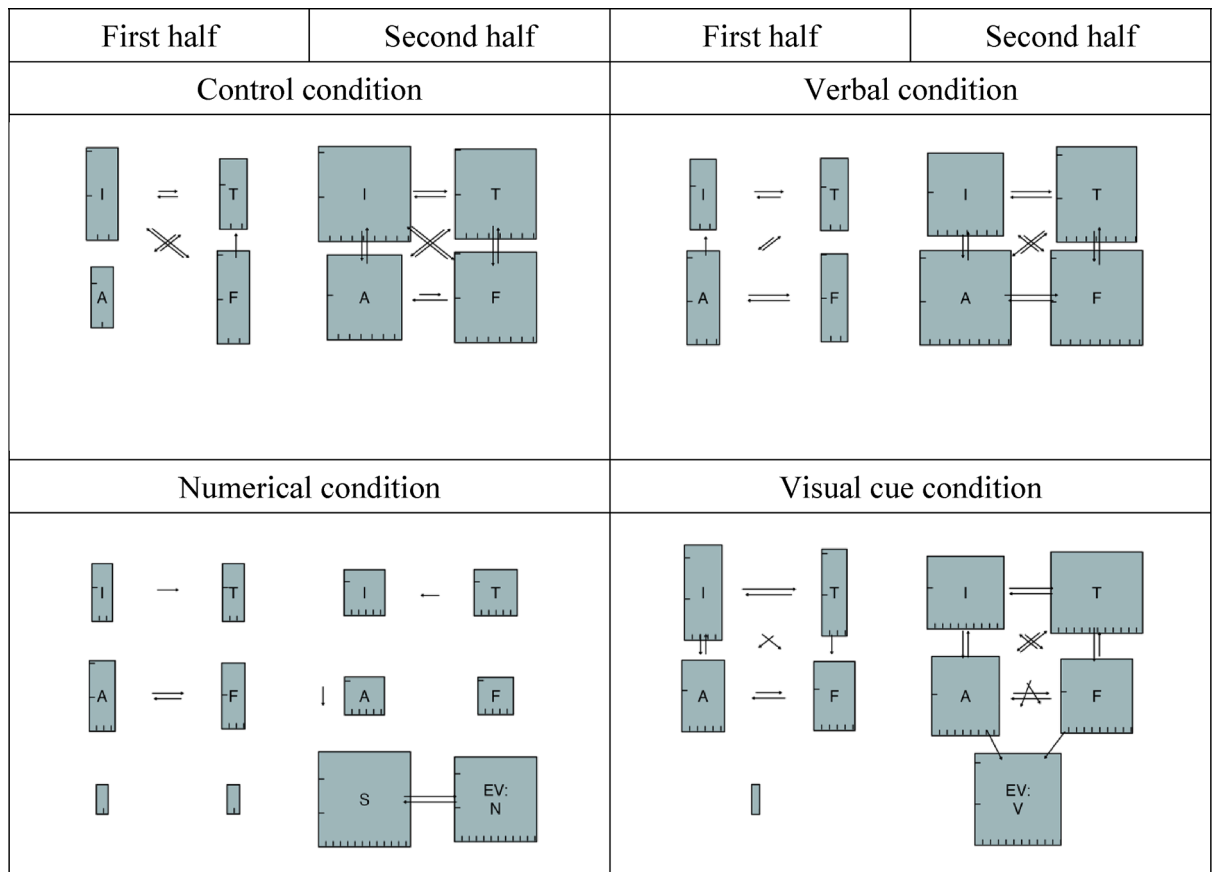 First half Second half First half Second half
Control condition Verbal condition
I T I T I T I T
A F A F A F A F
Numerical condition Visual cue condition
I T I T I T I T
A F A F A F A F
S EV: EV:
N V